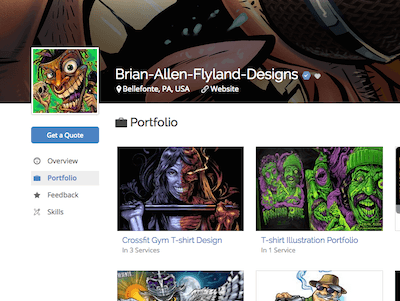 Brian-Allen-Flyland-Designs
Bellefonte, PA, USA
Website
Get a Quote
Portfolio
Overview
Portfolio
Feedback
Skills
Crossfit Gym T-shirt Design
In 3 Services
T-shirt Illustration Portfolio
In 1 Service